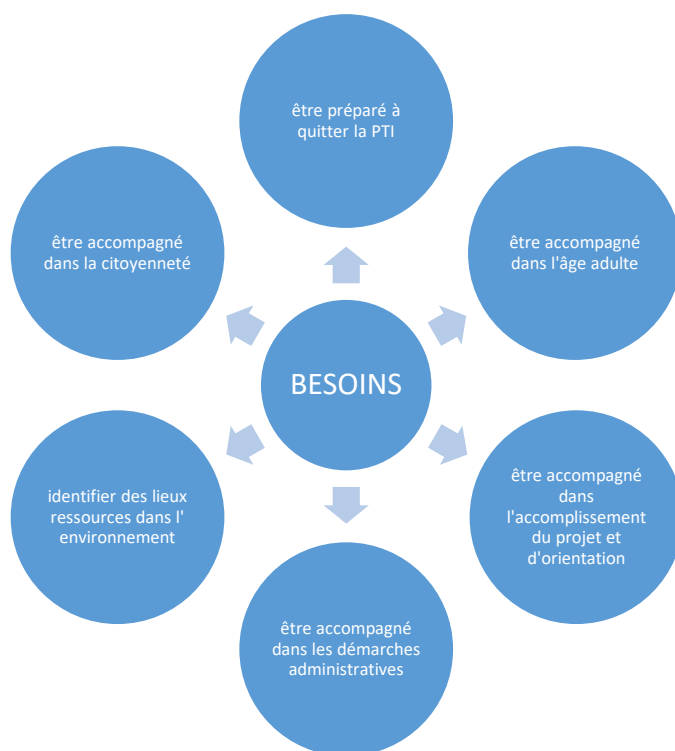 être préparé à
quitter la PTI
être accompagné
dans la citoyenneté
être accompagné
dans l'âge adulte
BESOINS
identifier des lieux
ressources dans l'
environnement
être accompagné
dans
l'accomplissement
du projet et
d'orientation
être accompagné
dans les démarches
administratives